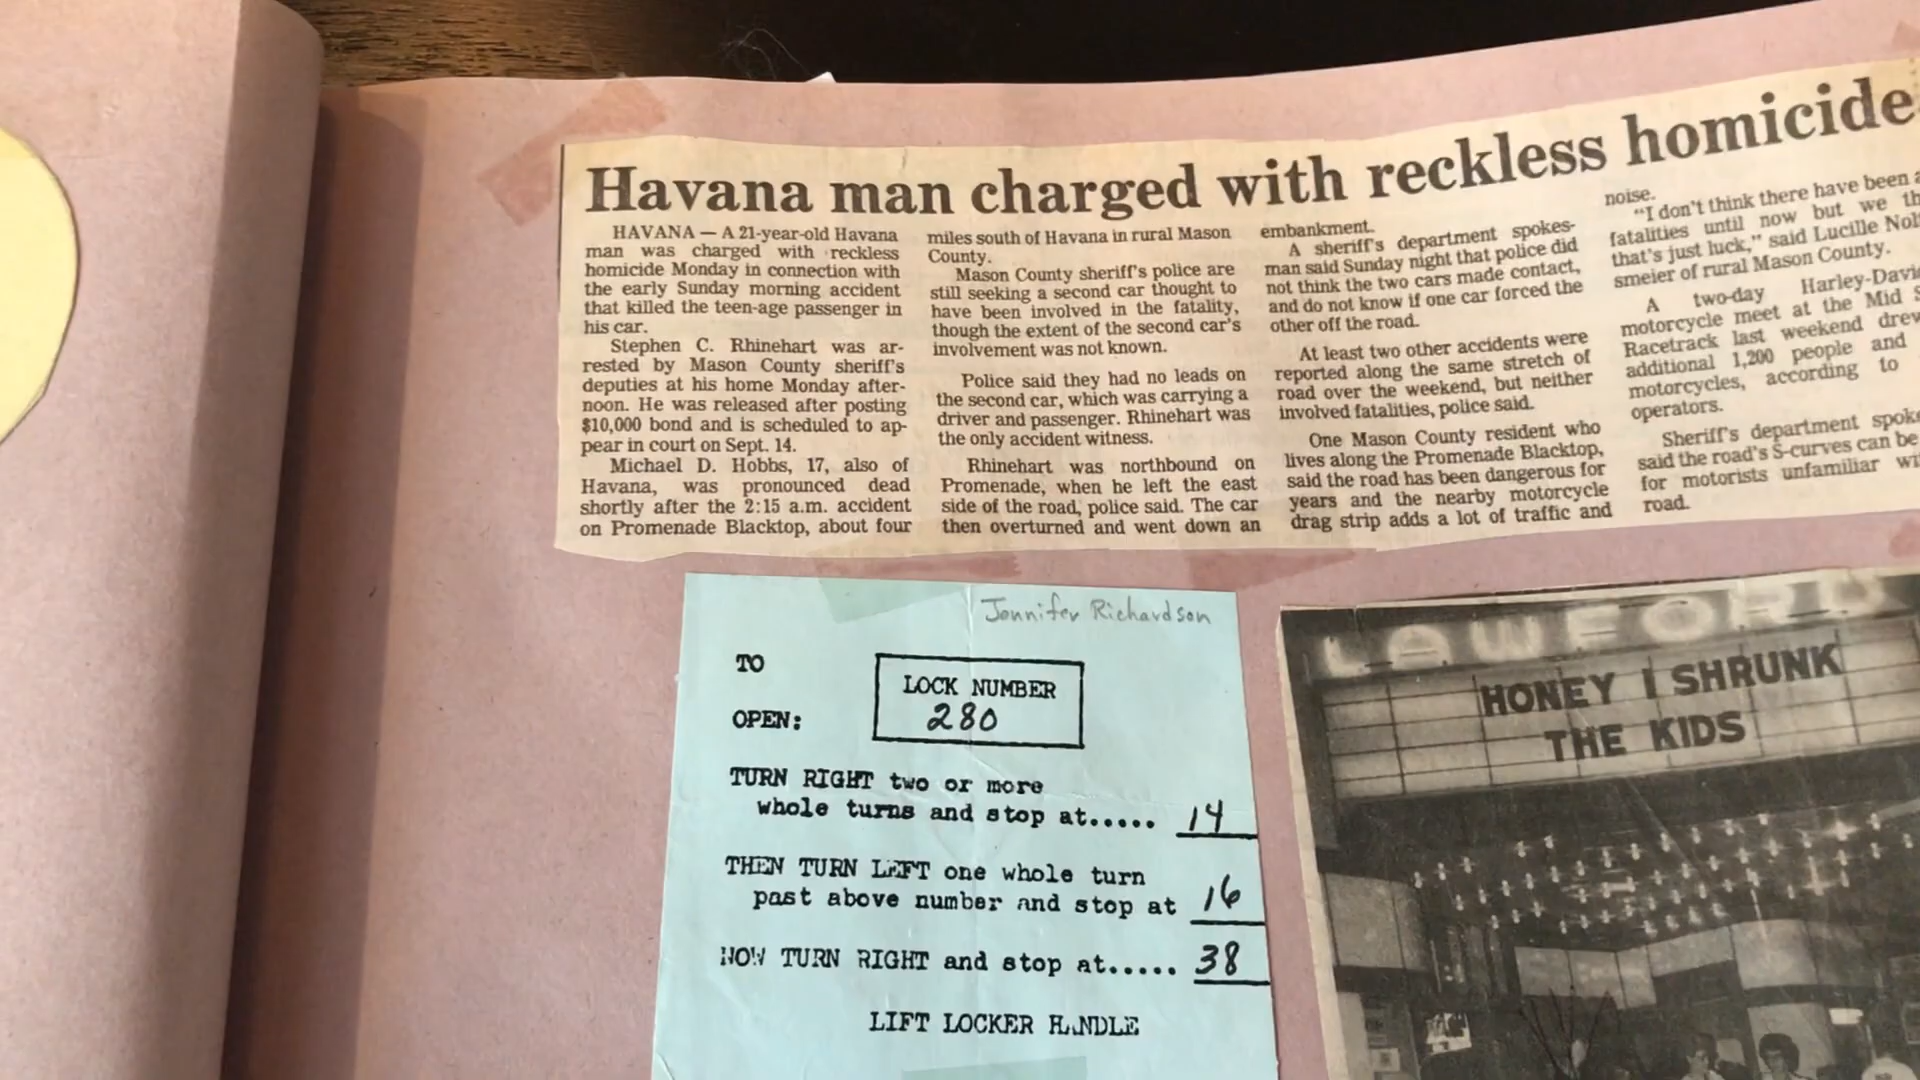 Havana man charged with reckless homicide
HAVANA — A 21-year-old Havana
man was charged with reckless
homicide Monday in connection with
the early Sunday morning accident
that killed the teen-age passenger in
his car.
Stephen C. Rhinehart was ar-
rested by Mason County sheriff's
deputies at his home Monday after-
noon. He was released after posting
$10,000 bond and is scheduled to ap-
pear in court on Sept. 14.
Michael D. Hobbs, 17, also of
Havana, was pronounced dead
shortly after the 2:15 a.m. accident
on Promenade Blacktop, about four
miles south of Havana in rural Mason
County.
Mason County sheriff's police are
still seeking a second car thought to
have been involved in the fatality,
though the extent of the second car's
involvement was not known.
Police said they had no leads on
the second car, which was carrying a
driver and passenger. Rhinehart was
the only accident witness.
Rhinehart was northbound on
Promenade, when he left the east
side of the road, police said. The car
then overturned and went down an
embankment.
A sheriff's department spokes-
man said Sunday night that police did
not think the two cars made contact,
and do not know if one car forced the
other off the road.
At least two other accidents were
reported along the same stretch of
road over the weekend, but neither
involved fatalities, police said.
One Mason County resident who
lives along the Promenade Blacktop,
said the road has been dangerous for
years and the nearby motorcycle
drag strip adds a lot of traffic and
noise.
"I don't think there have been
fatalities until now but we
that's just luck," said Lucille
smeier of rural Mason County.
A two-day
motorcycle meet at the Mid
Racetrack last weekend
additional 1,200 people and
motorcycles, according to
operators.
Sheriff's department
said the road's S-curves can be
for motorists unfamiliar
road.
Jennifer Richardson
TO
OPEN:
LOCK NUMBER
280
TURN RIGHT two or more
whole turns and stop at..... 14
THEN TURN LEFT one whole turn
past above number and stop at 16
NOW TURN RIGHT and stop at..... 38
LIFT LOCKER HANDLE
LAWFORD
HONEY I SHRUNK
THE KIDS